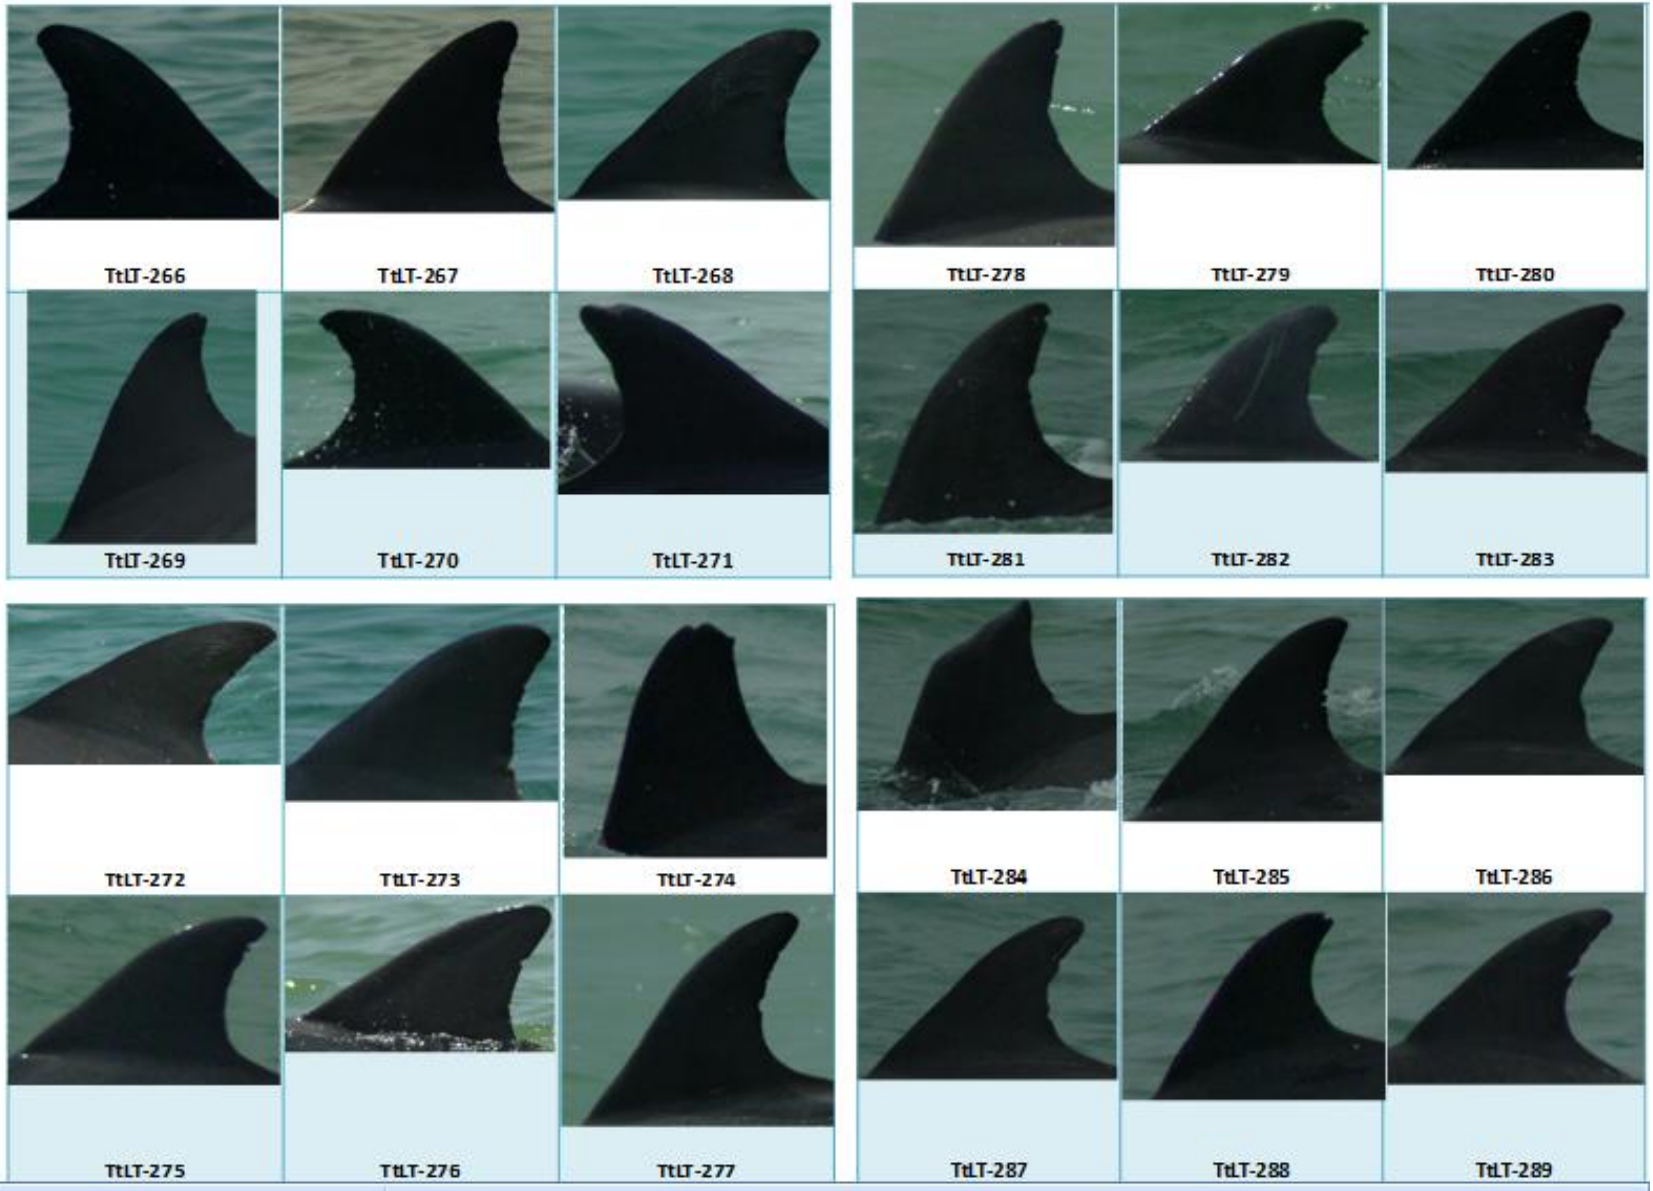 TtLT-266 TtLT-267 TtLT-268
TtLT-269 TtLT-270 TtLT-271
TtLT-278 TtLT-279 TtLT-280
TtLT-281 TtLT-282 TtLT-283
TtLT-272 TtLT-273 TtLT-274
TtLT-275 TtLT-276 TtLT-277
TtLT-284 TtLT-285 TtLT-286
TtLT-287 TtLT-288 TtLT-289